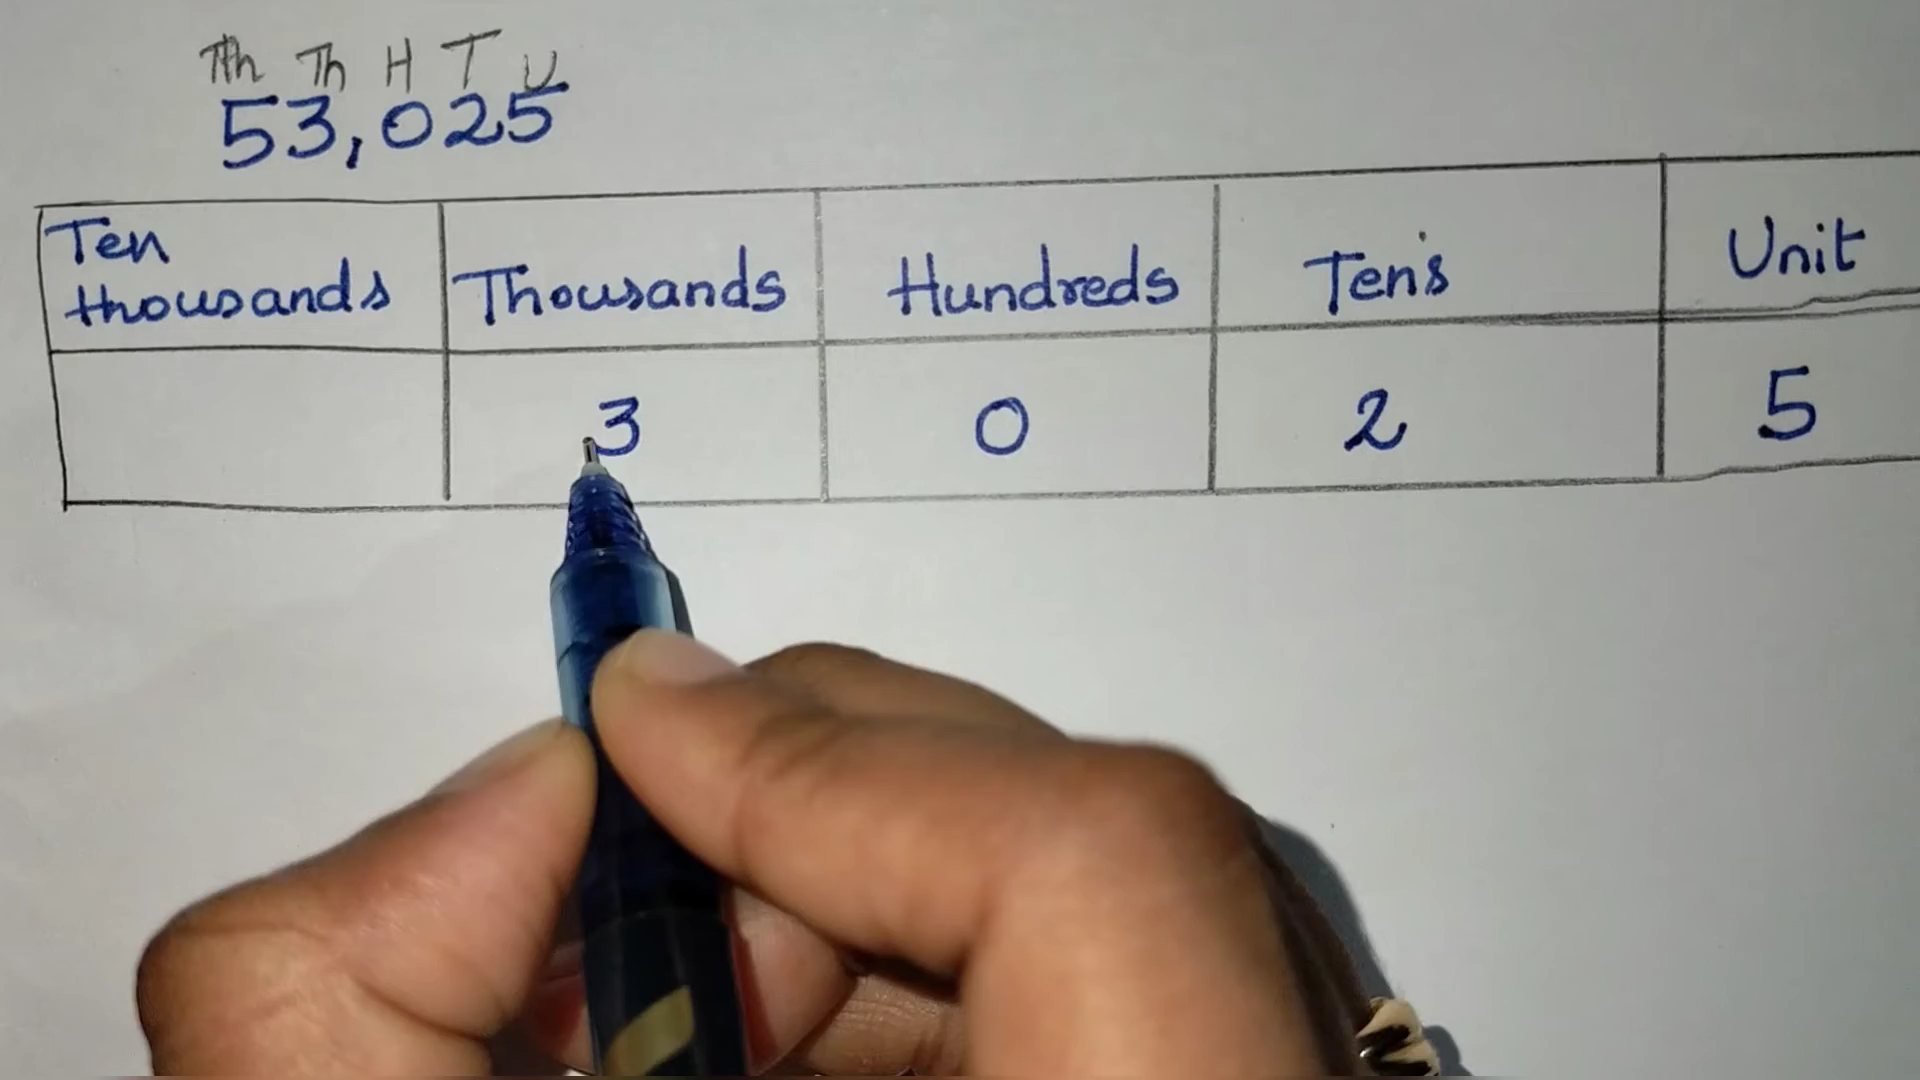 Tth Th H T U
53,025
Ten thousands Thousands Hundreds Ten's Unit
3 0 2 5